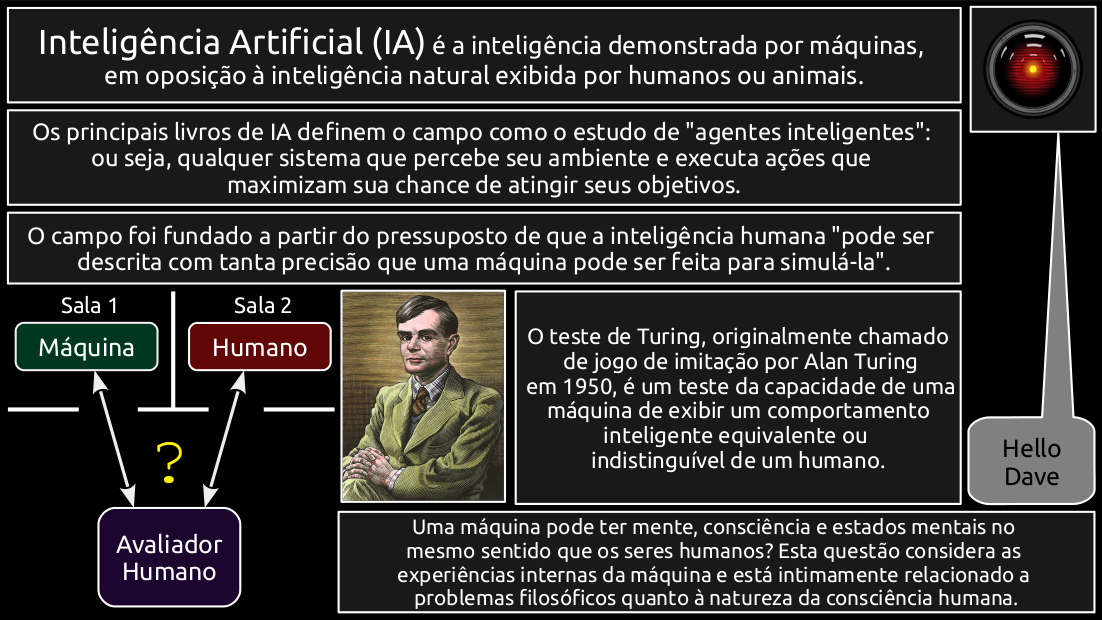 Inteligência Artificial (IA) é a inteligência demonstrada por máquinas,
em oposição à inteligência natural exibida por humanos ou animais.
Os principais livros de IA definem o campo como o estudo de "agentes inteligentes":
ou seja, qualquer sistema que percebe seu ambiente e executa ações que
maximizam sua chance de atingir seus objetivos.
O campo foi fundado a partir do pressuposto de que a inteligência humana "pode ser
descrita com tanta precisão que uma máquina pode ser feita para simulá-la".
Sala 1
Máquina
Sala 2
Humano
?
Avaliador
Humano
O teste de Turing, originalmente chamado
de jogo de imitação por Alan Turing
em 1950, é um teste da capacidade de uma
máquina de exibir um comportamento
inteligente equivalente ou
indistinguível de um humano.
Hello
Dave
Uma máquina pode ter mente, consciência e estados mentais no
mesmo sentido que os seres humanos? Esta questão considera as
experiências internas da máquina e está intimamente relacionado a
problemas filosóficos quanto à natureza da consciência humana.